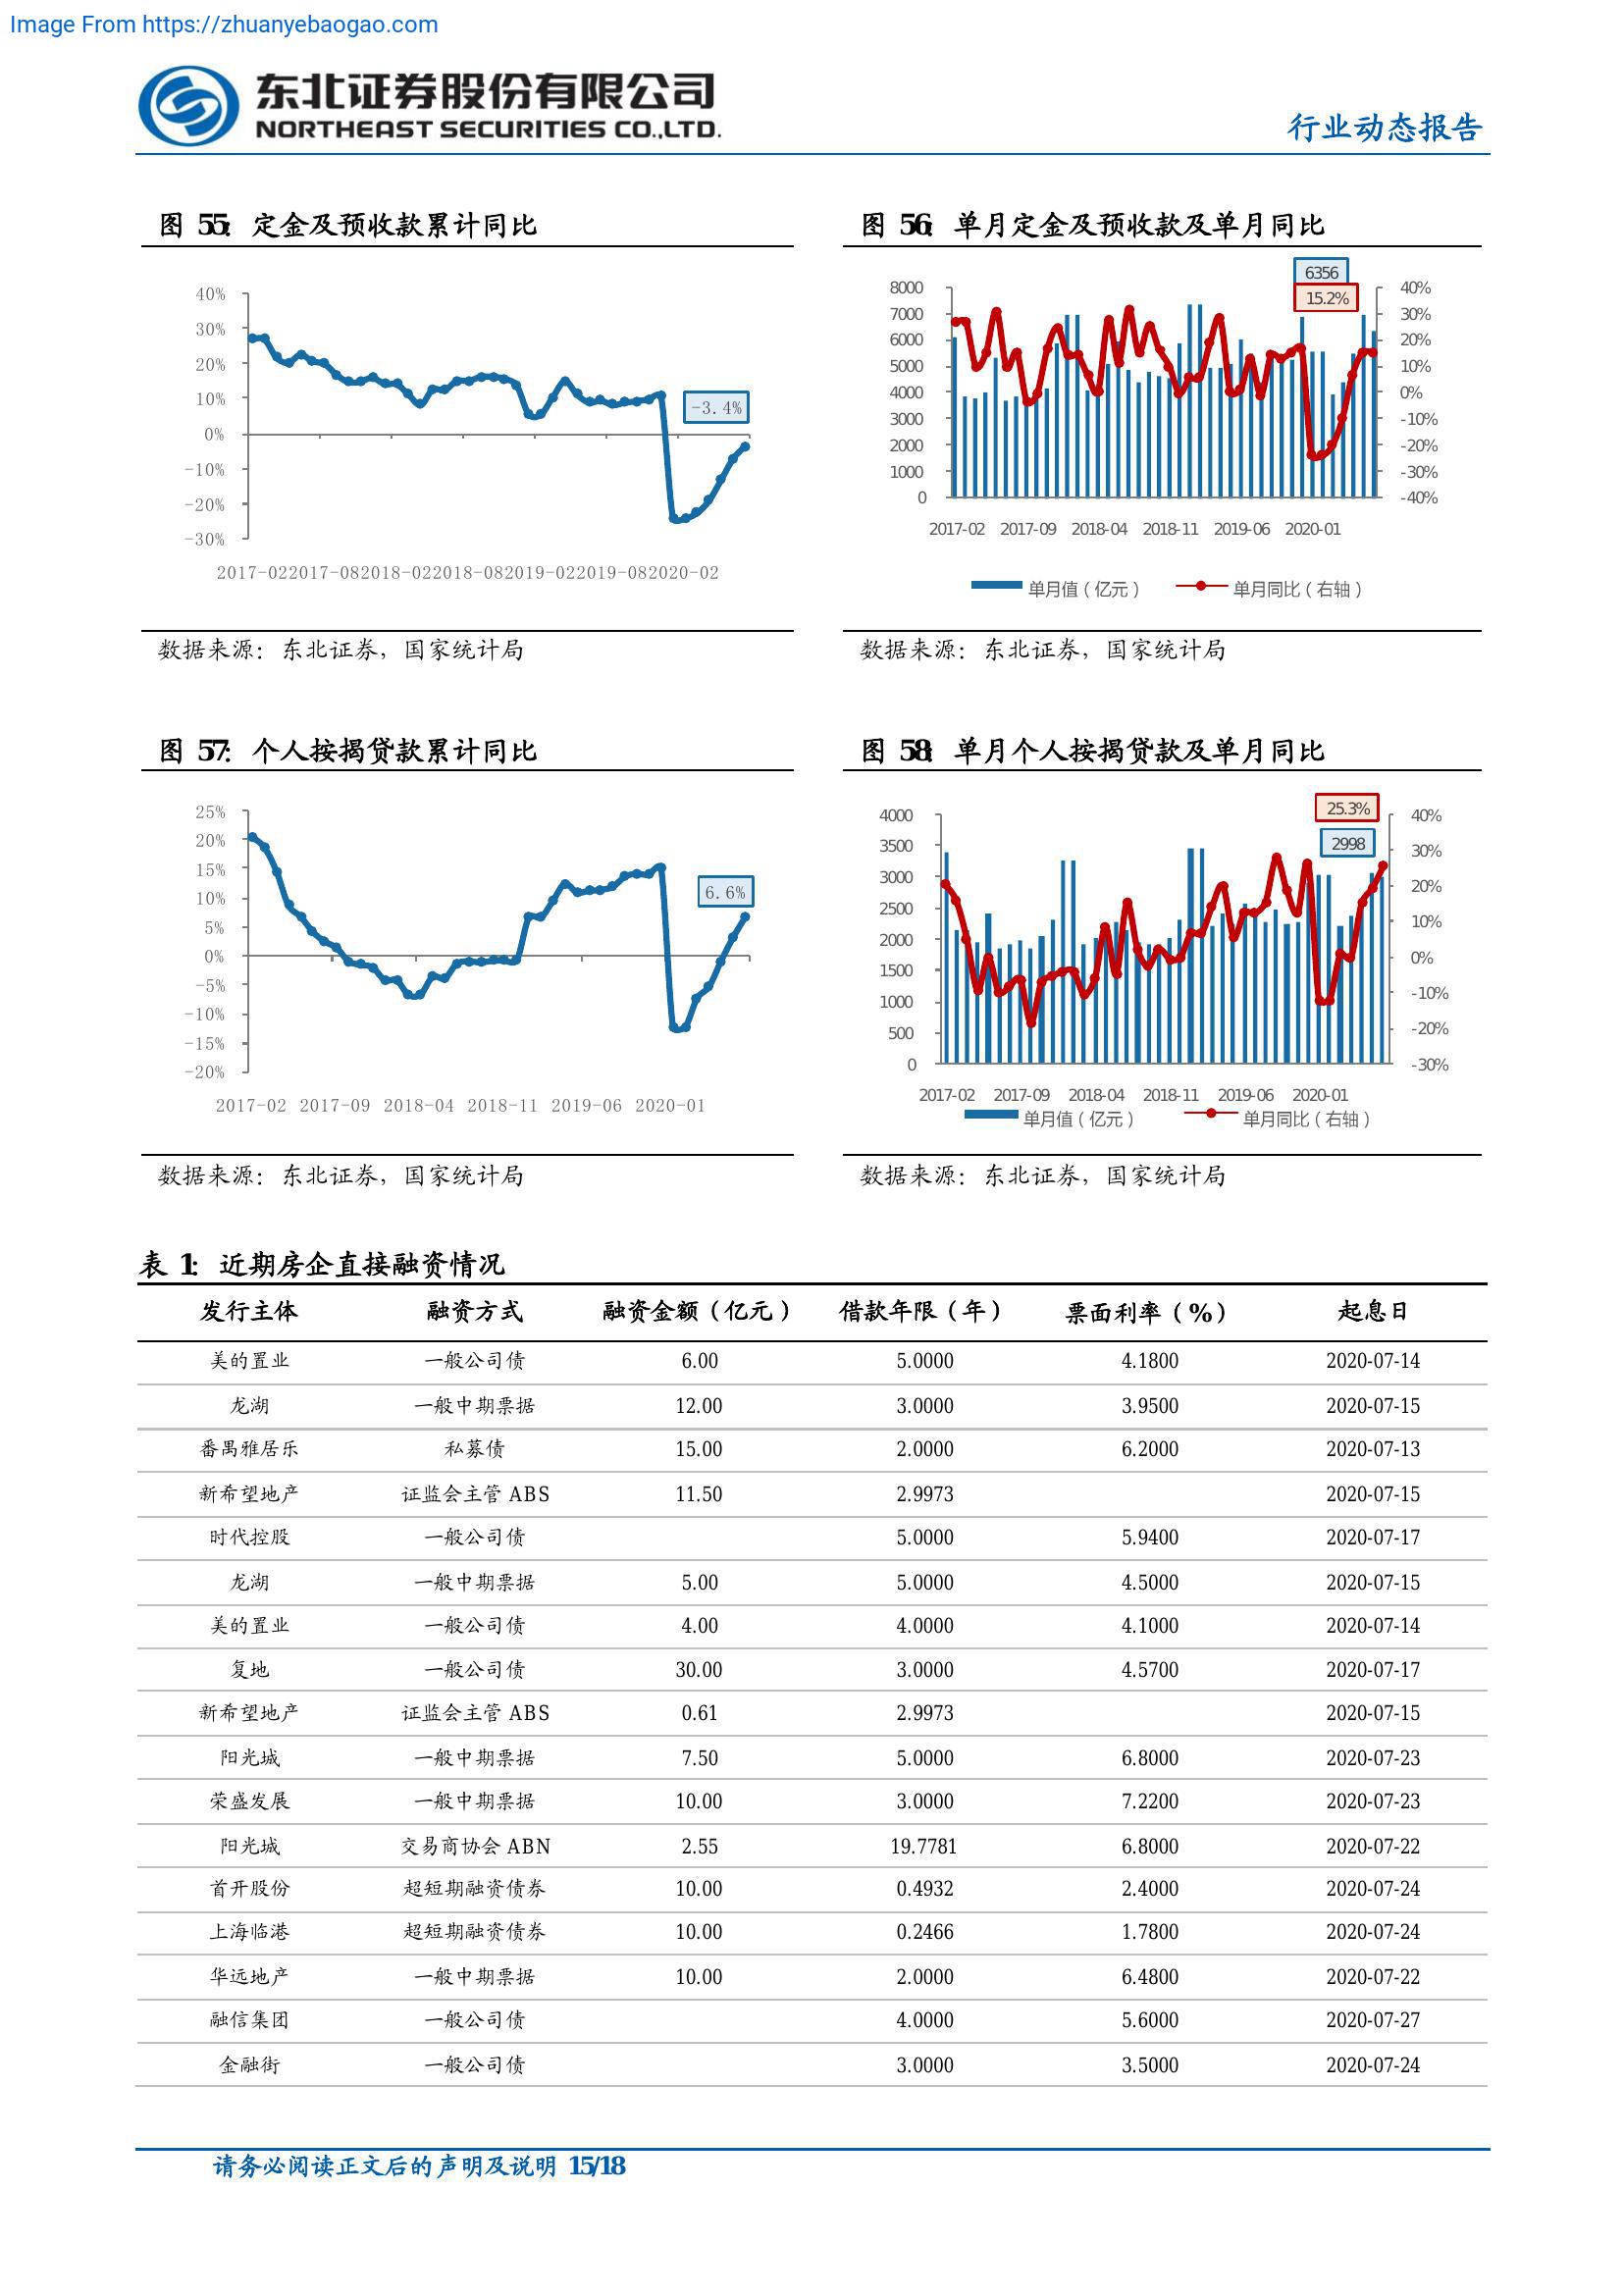 Image From https://zhuanyebaogao.com
东北证券股份有限公司
NORTHEAST SECURITIES CO.,LTD.
行业动态报告
图 55: 定金及预收款累计同比
40%
30%
20%
10%
0%
-10%
-20%
-30%
-3.4%
2017-02 2017-08 2018-02 2018-08 2019-02 2019-08 2020-02
数据来源：东北证券，国家统计局
图 56: 单月定金及预收款及单月同比
6356
15.2%
8000
7000
6000
5000
4000
3000
2000
1000
0
40%
30%
20%
10%
0%
-10%
-20%
-30%
-40%
2017-02 2017-09 2018-04 2018-11 2019-06 2020-01
单月值（亿元） 单月同比（右轴）
数据来源：东北证券，国家统计局
图 57: 个人按揭贷款累计同比
25%
20%
15%
10%
5%
0%
-5%
-10%
-15%
-20%
6.6%
2017-02 2017-09 2018-04 2018-11 2019-06 2020-01
数据来源：东北证券，国家统计局
图 58: 单月个人按揭贷款及单月同比
25.3%
2998
4000
3500
3000
2500
2000
1500
1000
500
0
40%
30%
20%
10%
0%
-10%
-20%
-30%
2017-02 2017-09 2018-04 2018-11 2019-06 2020-01
单月值（亿元） 单月同比（右轴）
数据来源：东北证券，国家统计局
表 1: 近期房企直接融资情况
发行主体 融资方式 融资金额（亿元） 借款年限（年） 票面利率（%） 起息日
美的置业 一般公司债 6.00 5.0000 4.1800 2020-07-14
龙湖 一般中期票据 12.00 3.0000 3.9500 2020-07-15
番禺雅居乐 私募债 15.00 2.0000 6.2000 2020-07-13
新希望地产 证监会主管 ABS 11.50 2.9973 2020-07-15
时代控股 一般公司债 5.0000 5.9400 2020-07-17
龙湖 一般中期票据 5.00 5.0000 4.5000 2020-07-15
美的置业 一般公司债 4.00 4.0000 4.1000 2020-07-14
复地 一般公司债 30.00 3.0000 4.5700 2020-07-17
新希望地产 证监会主管 ABS 0.61 2.9973 2020-07-15
阳光城 一般中期票据 7.50 5.0000 6.8000 2020-07-23
荣盛发展 一般中期票据 10.00 3.0000 7.2200 2020-07-23
阳光城 交易商协会 ABN 2.55 19.7781 6.8000 2020-07-22
首开股份 超短期融资债券 10.00 0.4932 2.4000 2020-07-24
上海临港 超短期融资债券 10.00 0.2466 1.7800 2020-07-24
华远地产 一般中期票据 10.00 2.0000 6.4800 2020-07-22
融信集团 一般公司债 4.0000 5.6000 2020-07-27
金融街 一般公司债 3.0000 3.5000 2020-07-24
请务必阅读正文后的声明及说明 15/18